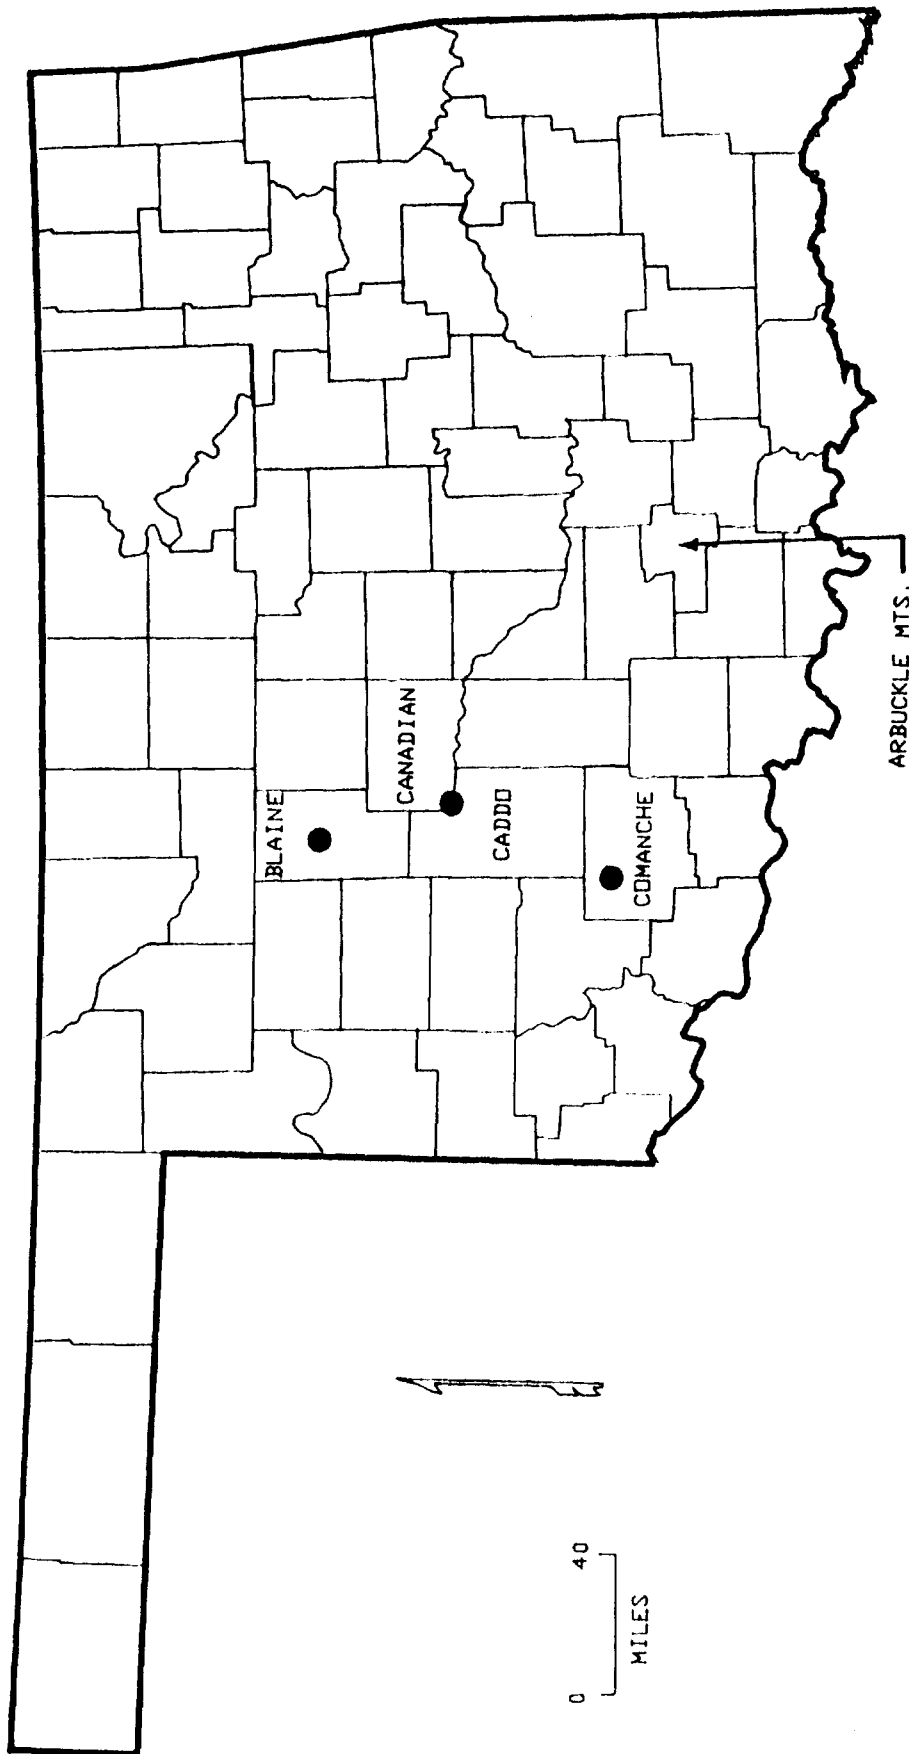 BLAINE
CANADIAN
CADDO
COMANCHE
ARBUCKLE MTS.
0 40
MILES